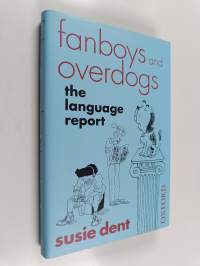 fanboys and
overdogs
the
language
report
susie dent
OXFORD